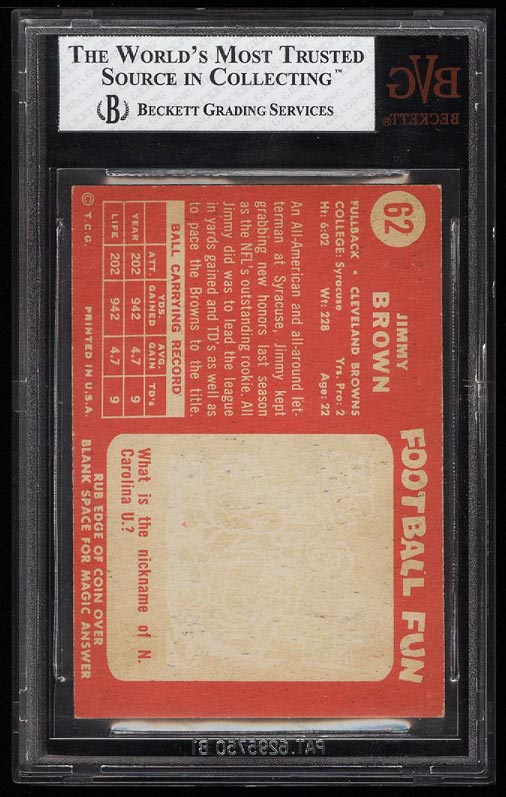 THE WORLD'S MOST TRUSTED
SOURCE IN COLLECTING™
B BECKETT GRADING SERVICES
BVG
BECKETT®
62
JIMMY
BROWN
FULLBACK • CLEVELAND BROWNS
COLLEGE: Syracuse Yrs. Pro: 2
Ht: 6:02 Wt: 228 Age: 22
An All-American and all-around let-
terman at Syracuse, Jimmy kept
grabbing new honors last season
as the NFL's outstanding rookie. All
Jimmy did was to lead the league
in yards gained and TD's as well as
to pace the Browns to the title.
BALL CARRYING RECORD
YEAR ATT. YDS. GAINED AVG. GAIN TDs
YEAR 202 942 4.7 9
LIFE 202 942 4.7 9
© T.C.G. PRINTED IN U.S.A.
FOOTBALL FUN
What is the nickname of N.
Carolina U.?
RUB EDGE OF COIN OVER
BLANK SPACE FOR MAGIC ANSWER
PAT.6295750 B1